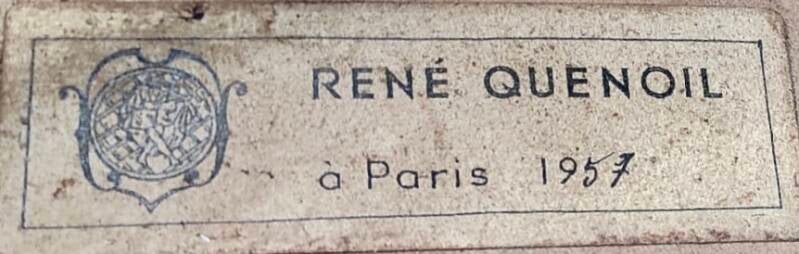 RENÉ QUENOIL
à Paris 1957